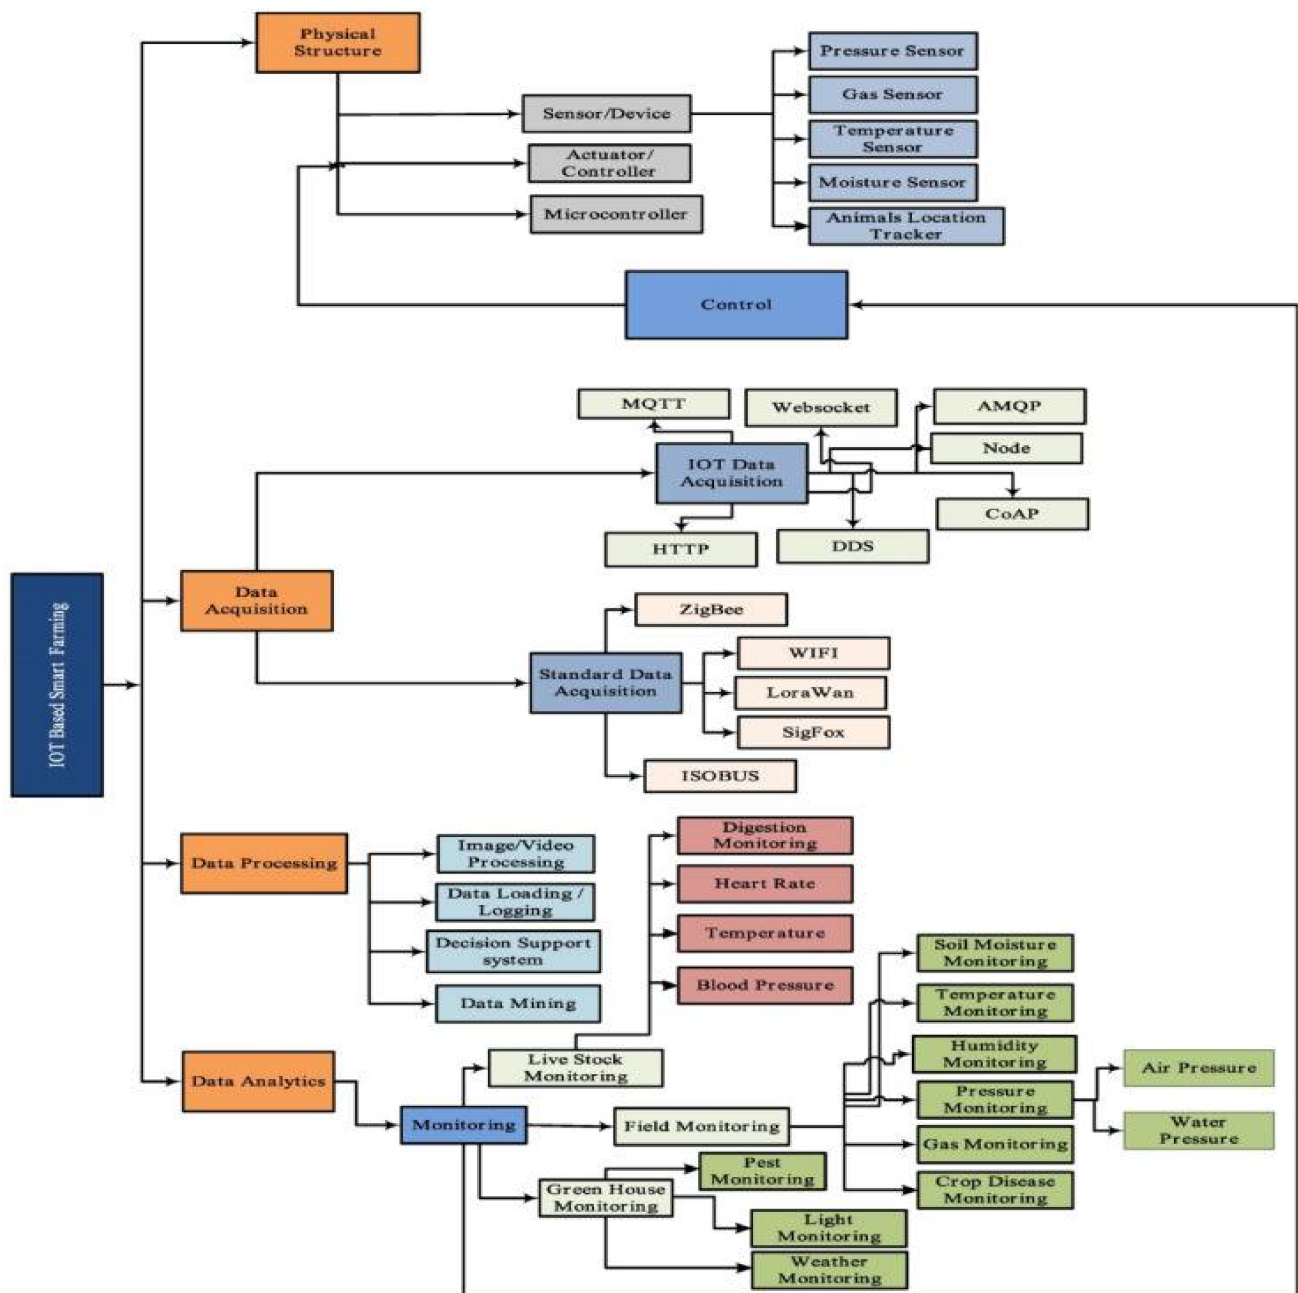 Physical
Structure
Pressure Sensor
Gas Sensor
Sensor/Device
Temperature
Sensor
Actuator/
Controller
Moisture Sensor
Microcontroller
Animals Location
Tracker
Control
MQTT
Websocket
AMQP
Node
IOT Data
Acquisition
CoAP
HTTP
DDS
IOT Based Smart Farming
Data
Acquisition
ZigBee
WIFI
Standard Data
Acquisition
LoraWan
SigFox
ISOBUS
Digestion
Monitoring
Data Processing
Image/Video
Processing
Heart Rate
Data Loading /
Logging
Temperature
Decision Support
system
Soil Moisture
Monitoring
Blood Pressure
Data Mining
Temperature
Monitoring
Live Stock
Monitoring
Humidity
Monitoring
Air Pressure
Data Analytics
Pressure
Monitoring
Monitoring
Field Monitoring
Water
Pressure
Gas Monitoring
Pest
Monitoring
Green House
Monitoring
Crop Disease
Monitoring
Light
Monitoring
Weather
Monitoring